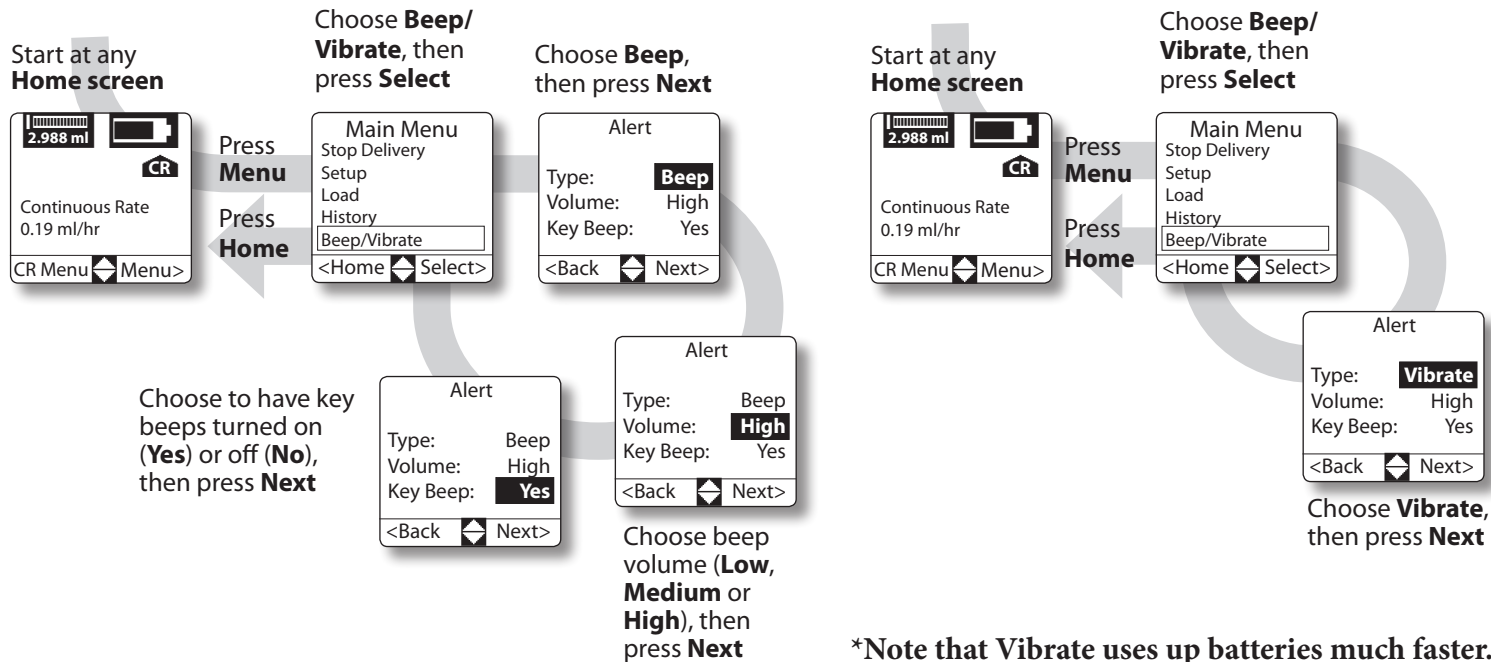 Start at any
Home screen
2.988 ml
CR
Continuous Rate
0.19 ml/hr
CR Menu Menu>
Press
Menu
Press
Home
Choose Beep/
Vibrate, then
press Select
Main Menu
Stop Delivery
Setup
Load
History
Beep/Vibrate
<Home Select>
Choose Beep,
then press Next
Alert
Type: Beep
Volume: High
Key Beep: Yes
<Back Next>
Alert
Type: Beep
Volume: High
Key Beep: Yes
<Back Next>
Choose beep
volume (Low,
Medium or
High), then
press Next
Choose to have key
beeps turned on
(Yes) or off (No),
then press Next
Alert
Type: Beep
Volume: High
Key Beep: Yes
<Back Next>
Start at any
Home screen
2.988 ml
CR
Continuous Rate
0.19 ml/hr
CR Menu Menu>
Press
Menu
Press
Home
Choose Beep/
Vibrate, then
press Select
Main Menu
Stop Delivery
Setup
Load
History
Beep/Vibrate
<Home Select>
Alert
Type: Vibrate
Volume: High
Key Beep: Yes
<Back Next>
Choose Vibrate,
then press Next
*Note that Vibrate uses up batteries much faster.